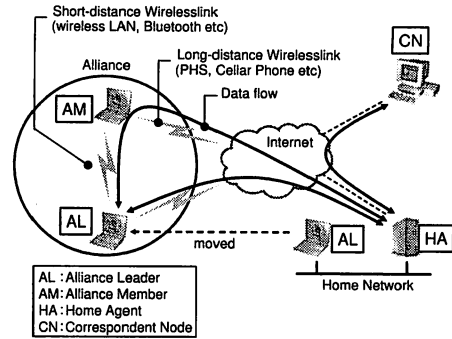 Short-distance Wirelesslink
(wireless LAN, Bluetooth etc)
Long-distance Wirelesslink
(PHS, Cellar Phone etc)
CN
Alliance
Data flow
AM
Internet
AL
moved
AL
HA
Home Network
AL : Alliance Leader
AM: Alliance Member
HA : Home Agent
CN: Correspondent Node